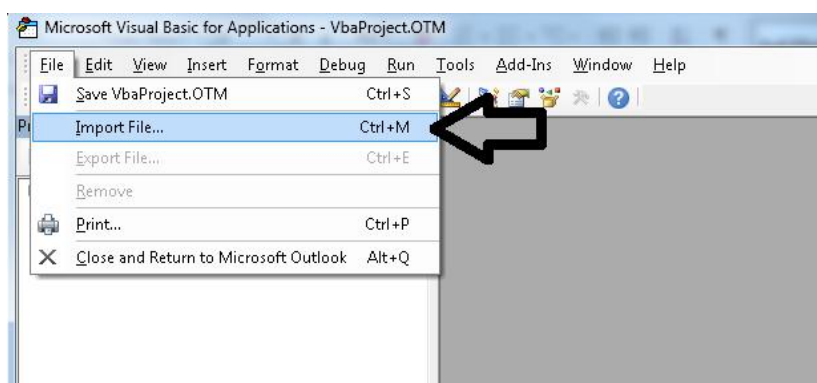 Microsoft Visual Basic for Applications - VbaProject.OTM
File Edit View Insert Format Debug Run Tools Add-Ins Window Help
Save VbaProject.OTM Ctrl+S
Import File... Ctrl+M
Export File... Ctrl+E
Remove
Print... Ctrl+P
Close and Return to Microsoft Outlook Alt+Q